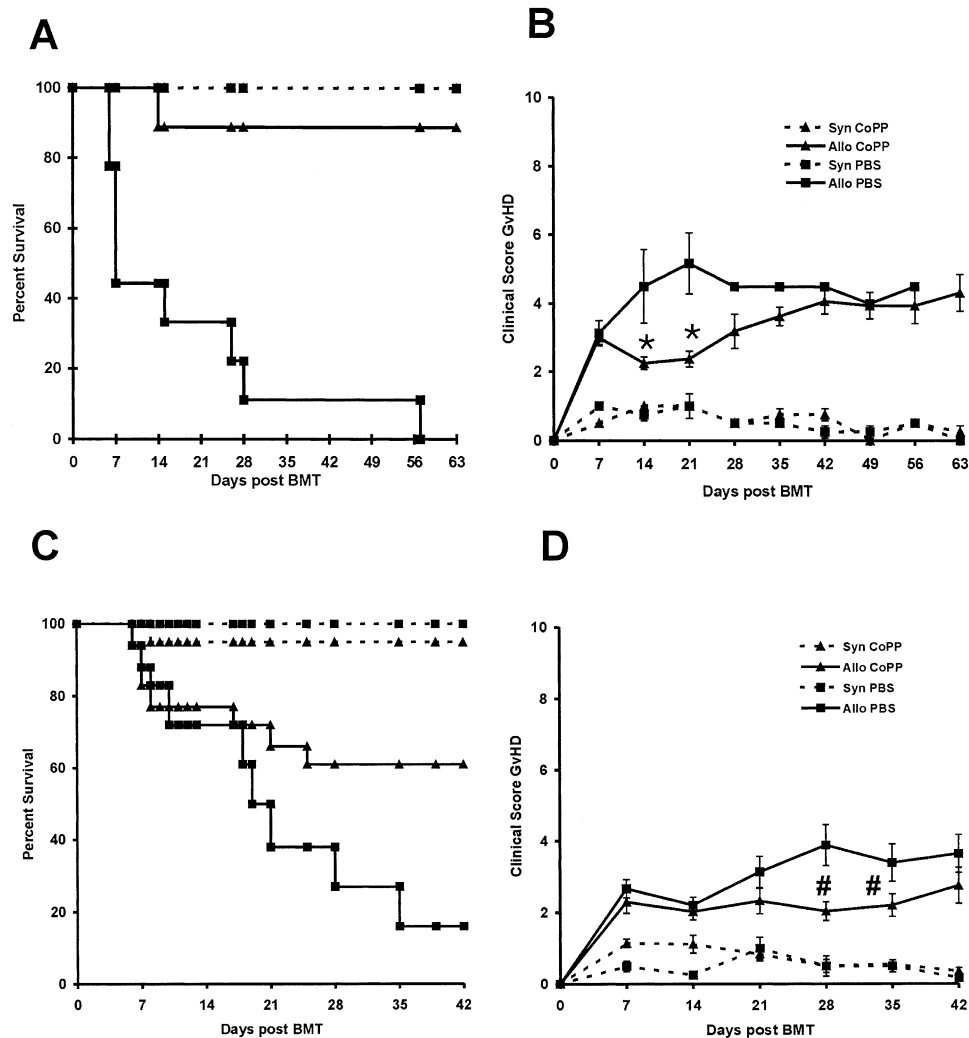 A
Percent Survival
100
80
60
40
20
0
0 7 14 21 28 35 42 49 56 63
Days post BMT
B
Clinical Score GvHD
10
8
6
4
2
0
Syn CoPP
Allo CoPP
Syn PBS
Allo PBS
* *
0 7 14 21 28 35 42 49 56 63
Days post BMT
C
Percent Survival
100
80
60
40
20
0
0 7 14 21 28 35 42
Days post BMT
D
Clinical Score GvHD
10
8
6
4
2
0
Syn CoPP
Allo CoPP
Syn PBS
Allo PBS
# #
0 7 14 21 28 35 42
Days post BMT